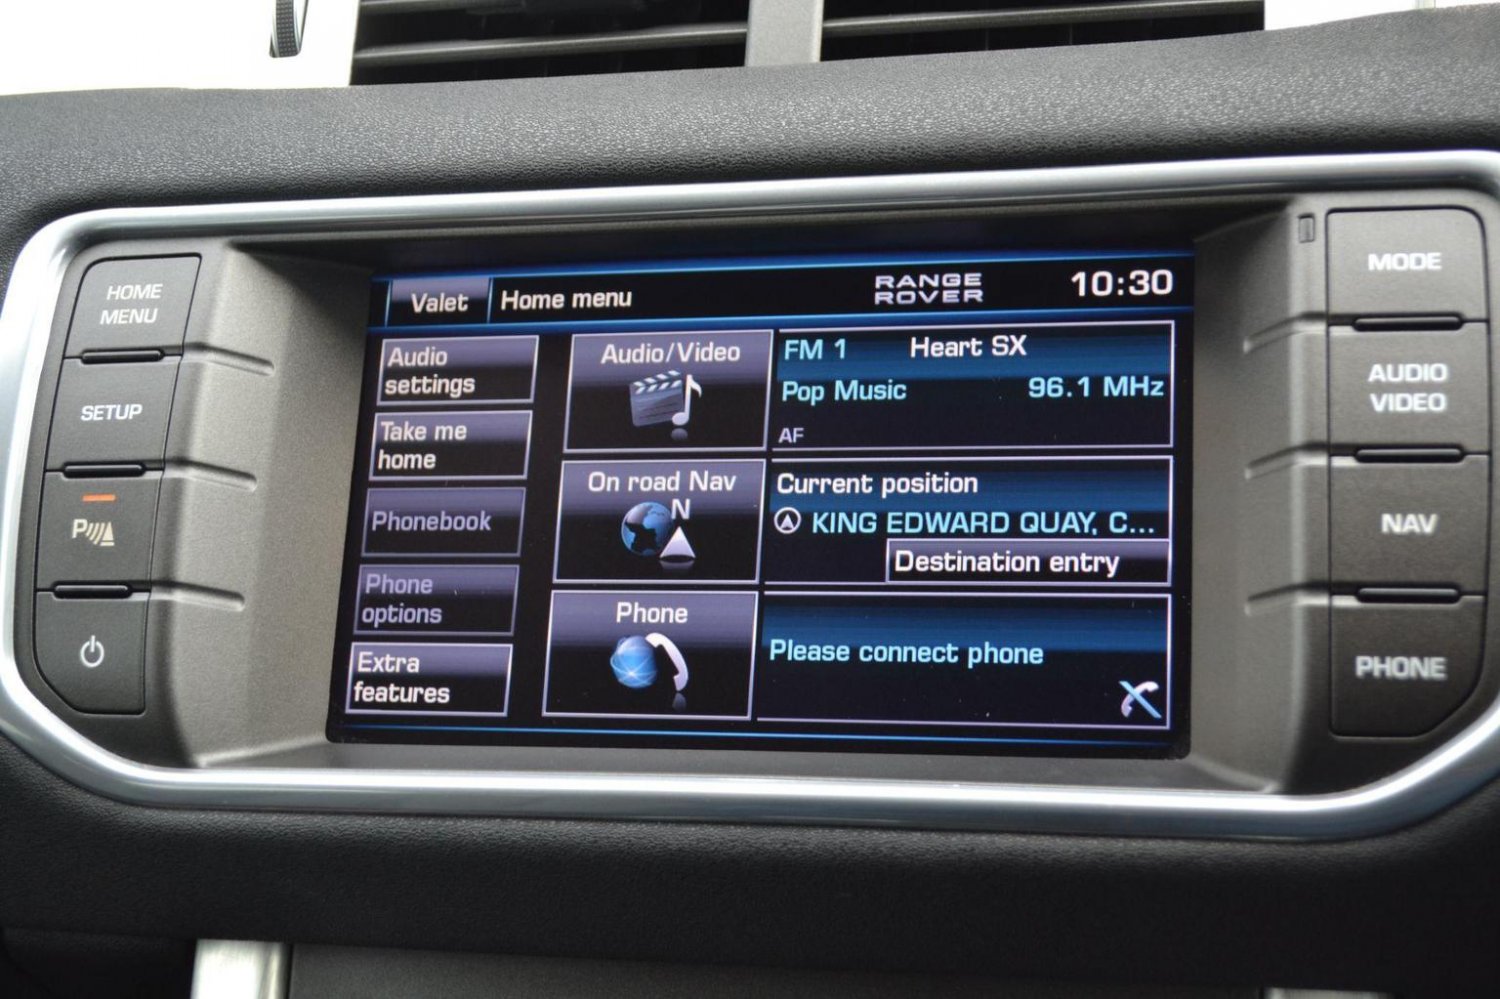 HOME
MENU
SETUP
P
Valet
Home menu
RANGE
ROVER
10:30
Audio
settings
Take me
home
Phonebook
Phone
options
Extra
features
Audio/Video
On road Nav
N
Phone
FM 1
Heart SX
Pop Music
96.1 MHz
AF
Current position
KING EDWARD QUAY, C...
Destination entry
Please connect phone
MODE
AUDIO
VIDEO
NAV
PHONE